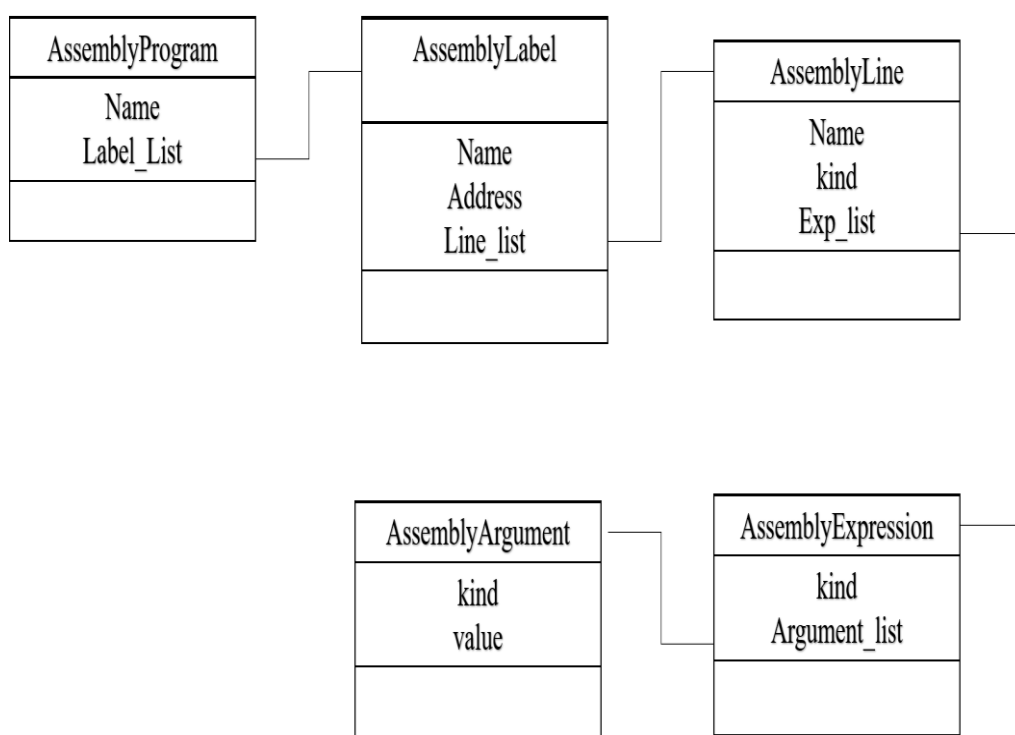 AssemblyProgram
Name
Label_List
AssemblyLabel
Name
Address
Line_list
AssemblyLine
Name
kind
Exp_list
AssemblyArgument
kind
value
AssemblyExpression
kind
Argument_list